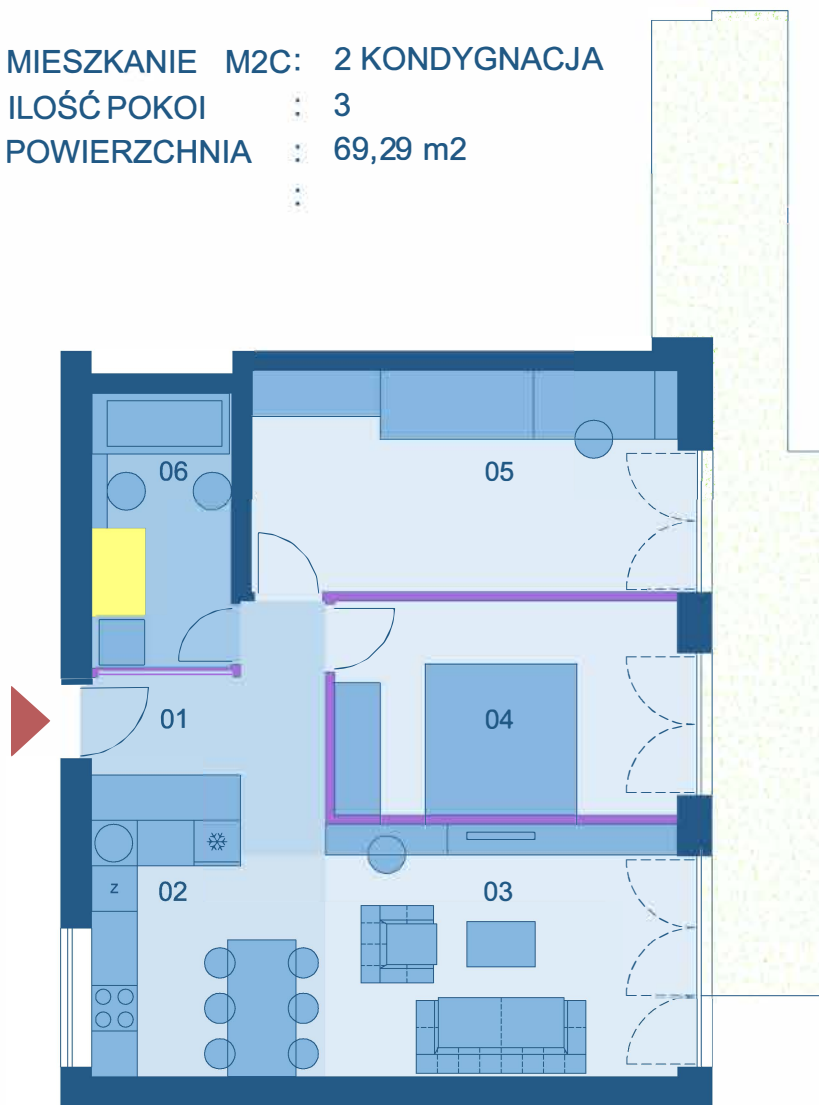 MIESZKANIE M2C: 2 KONDYGNACJA
ILOŚĆ POKOI : 3
POWIERZCHNIA : 69,29 m2
:
06
05
01
04
z
02
03